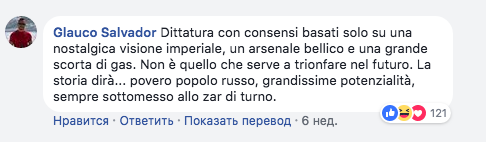 Glauco Salvador Dittatura con consensi basati solo su una
nostalgica visione imperiale, un arsenale bellico e una grande
scorta di gas. Non è quello che serve a trionfare nel futuro. La
storia dirà... povero popolo russo, grandissime potenzialità,
sempre sottomesso allo zar di turno.
121
Нравится · Ответить · Показать перевод · 6 нед.